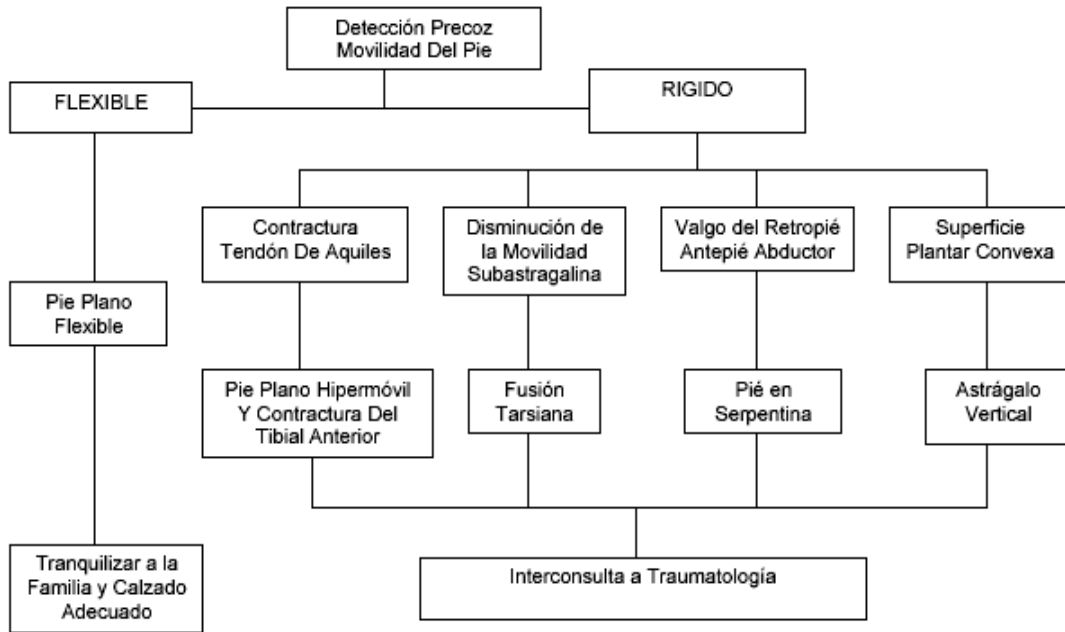 Detección Precoz
Movilidad Del Pie
FLEXIBLE
RIGIDO
Contractura
Tendón De Aquiles
Disminución de
la Movilidad
Subastragalina
Valgo del Retropié
Antepié Abductor
Superficie
Plantar Convexa
Pie Plano
Flexible
Pie Plano Hipermóvil
Y Contractura Del
Tibial Anterior
Fusión
Tarsiana
Pié en
Serpentina
Astrágalo
Vertical
Tranquilizar a la
Familia y Calzado
Adecuado
Interconsulta a Traumatología